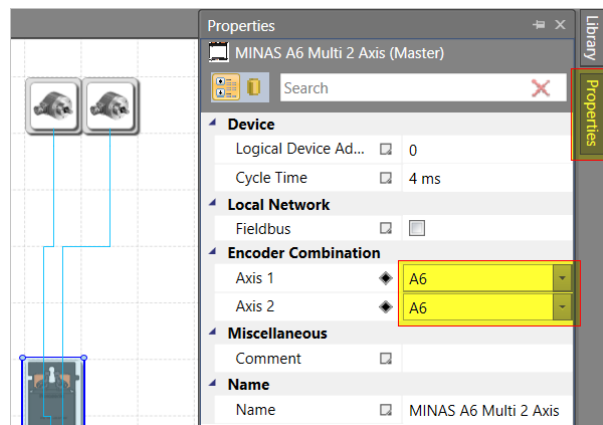 Properties
MINAS A6 Multi 2 Axis (Master)
Search
Device
Logical Device Ad... 0
Cycle Time 4 ms
Local Network
Fieldbus
Encoder Combination
Axis 1 A6
Axis 2 A6
Miscellaneous
Comment
Name
Name MINAS A6 Multi 2 Axis
Library
Properties